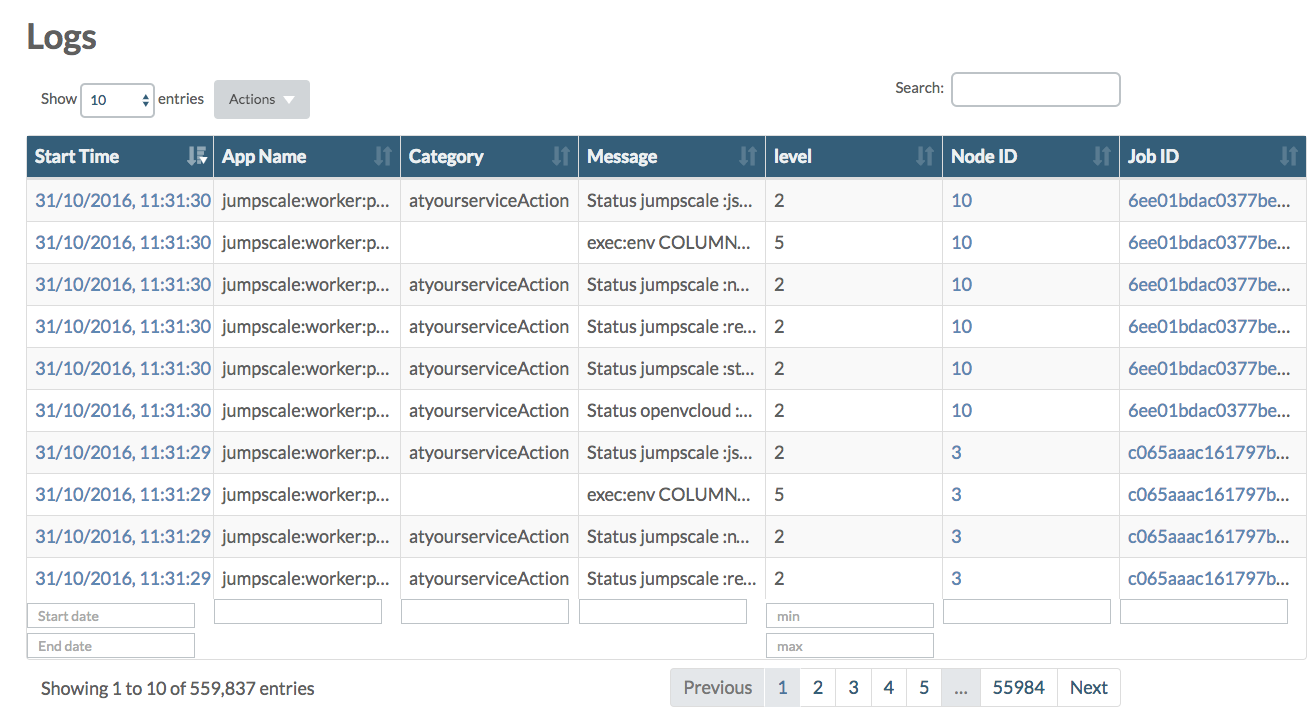 Logs
Show 10 entries Actions Search:
Start Time App Name Category Message level Node ID Job ID
31/10/2016, 11:31:30 jumpscale:worker:p... atyourserviceAction Status jumpscale :js... 2 10 6ee01bdac0377be...
31/10/2016, 11:31:30 jumpscale:worker:p... exec:env COLUMN... 5 10 6ee01bdac0377be...
31/10/2016, 11:31:30 jumpscale:worker:p... atyourserviceAction Status jumpscale :n... 2 10 6ee01bdac0377be...
31/10/2016, 11:31:30 jumpscale:worker:p... atyourserviceAction Status jumpscale :re... 2 10 6ee01bdac0377be...
31/10/2016, 11:31:30 jumpscale:worker:p... atyourserviceAction Status jumpscale :st... 2 10 6ee01bdac0377be...
31/10/2016, 11:31:30 jumpscale:worker:p... atyourserviceAction Status openvcloud :... 2 10 6ee01bdac0377be...
31/10/2016, 11:31:29 jumpscale:worker:p... atyourserviceAction Status jumpscale :js... 2 3 c065aaac161797b...
31/10/2016, 11:31:29 jumpscale:worker:p... exec:env COLUMN... 5 3 c065aaac161797b...
31/10/2016, 11:31:29 jumpscale:worker:p... atyourserviceAction Status jumpscale :n... 2 3 c065aaac161797b...
31/10/2016, 11:31:29 jumpscale:worker:p... atyourserviceAction Status jumpscale :re... 2 3 c065aaac161797b...
Start date min
End date max
Showing 1 to 10 of 559,837 entries Previous 1 2 3 4 5 ... 55984 Next